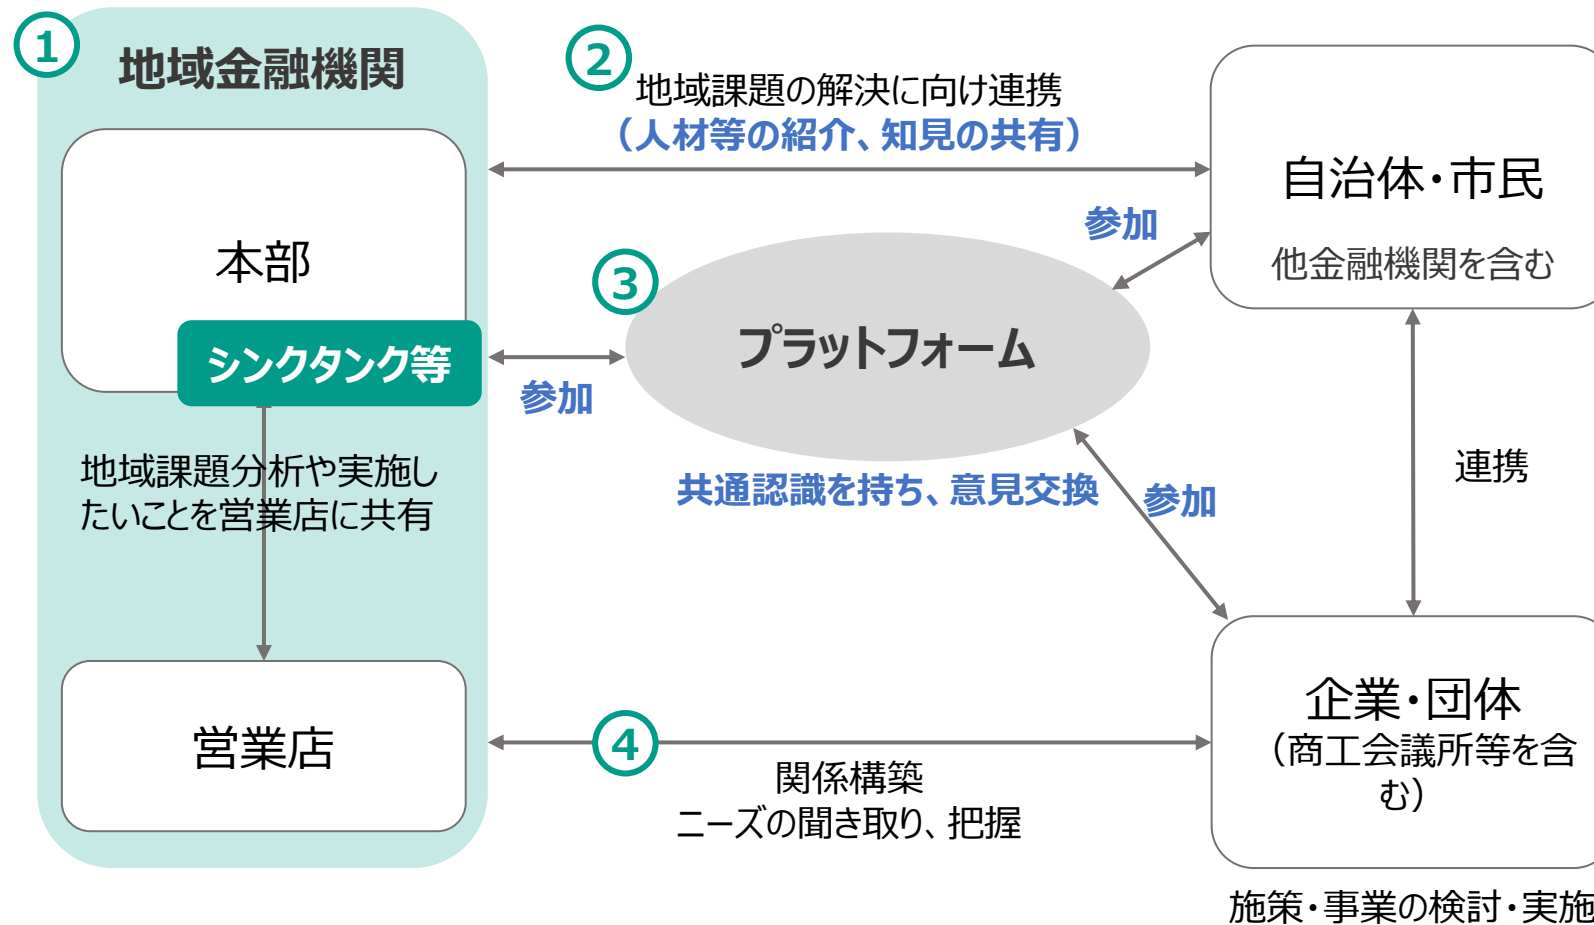 ①
地域金融機関
本部
シンクタンク等
地域課題分析や実施し
たいことを営業店に共有
営業店
②
地域課題の解決に向け連携
（人材等の紹介、知見の共有）
参加
③
プラットフォーム
参加
共通認識を持ち、意見交換
参加
④
関係構築
ニーズの聞き取り、把握
自治体・市民
他金融機関を含む
連携
企業・団体
（商工会議所等を含
む）
施策・事業の検討・実施